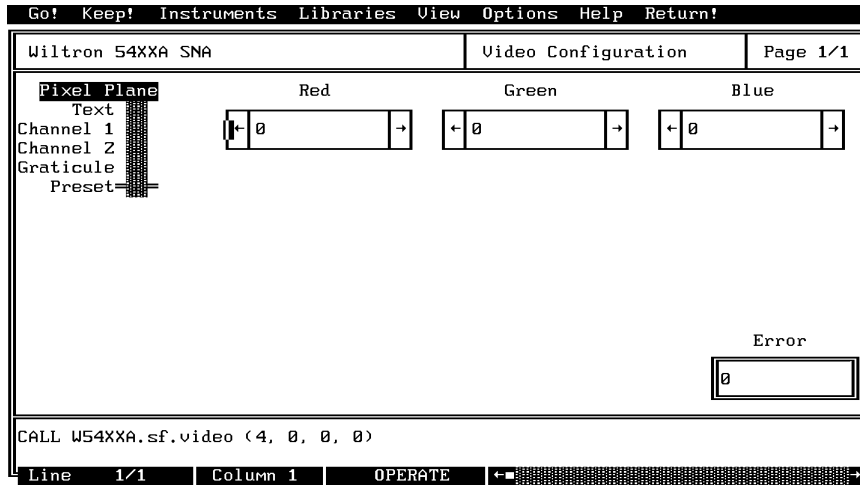 Go! Keep! Instruments Libraries View Options Help Return!
Wiltron 54XXA SNA
Video Configuration
Page 1/1
Pixel Plane
Text
Channel 1
Channel 2
Graticule
Preset
Red
← 0 →
Green
← 0 →
Blue
← 0 →
Error
0
CALL W54XXA.sf.video (4, 0, 0, 0)
Line 1/1 Column 1 OPERATE ← →